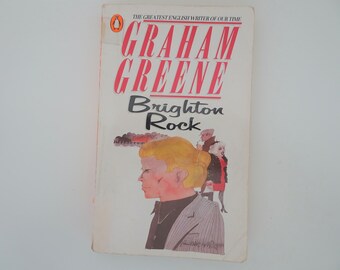 THE GREATEST ENGLISH WRITER OF OUR TIME
GRAHAM
GREENE
Brighton
Rock